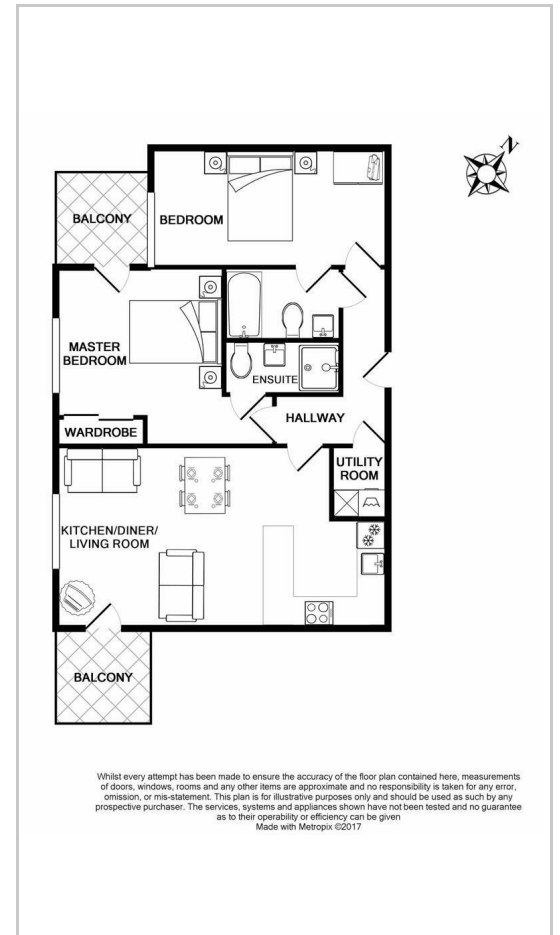 N
BALCONY
BEDROOM
MASTER
BEDROOM
ENSUITE
WARDROBE
HALLWAY
UTILITY
ROOM
KITCHEN/DINER/
LIVING ROOM
BALCONY
Whilst every attempt has been made to ensure the accuracy of the floor plan contained here, measurements
of doors, windows, rooms and any other items are approximate and no responsibility is taken for any error,
omission, or mis-statement. This plan is for illustrative purposes only and should be used as such by any
prospective purchaser. The services, systems and appliances shown have not been tested and no guarantee
as to their operability or efficiency can be given
Made with Metropix ©2017